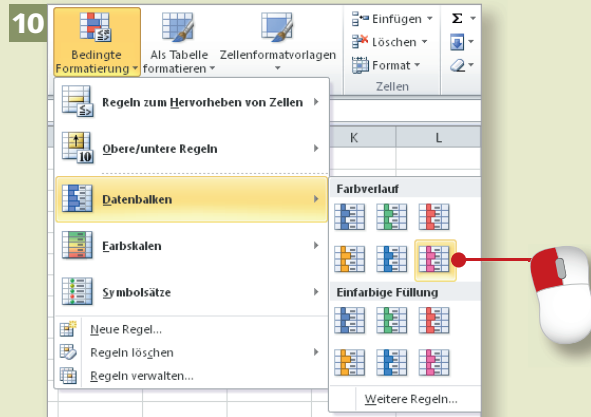 10
Bedingte Formatierung
Als Tabelle formatieren
Zellenformatvorlagen
Einfügen
Löschen
Format
Zellen
Σ
Regeln zum Hervorheben von Zellen
Obere/untere Regeln
10
Datenbalken
Farbskalen
Symbolsätze
Neue Regel...
Regeln löschen
Regeln verwalten...
K L
Farbverlauf
Einfarbige Füllung
Weitere Regeln...